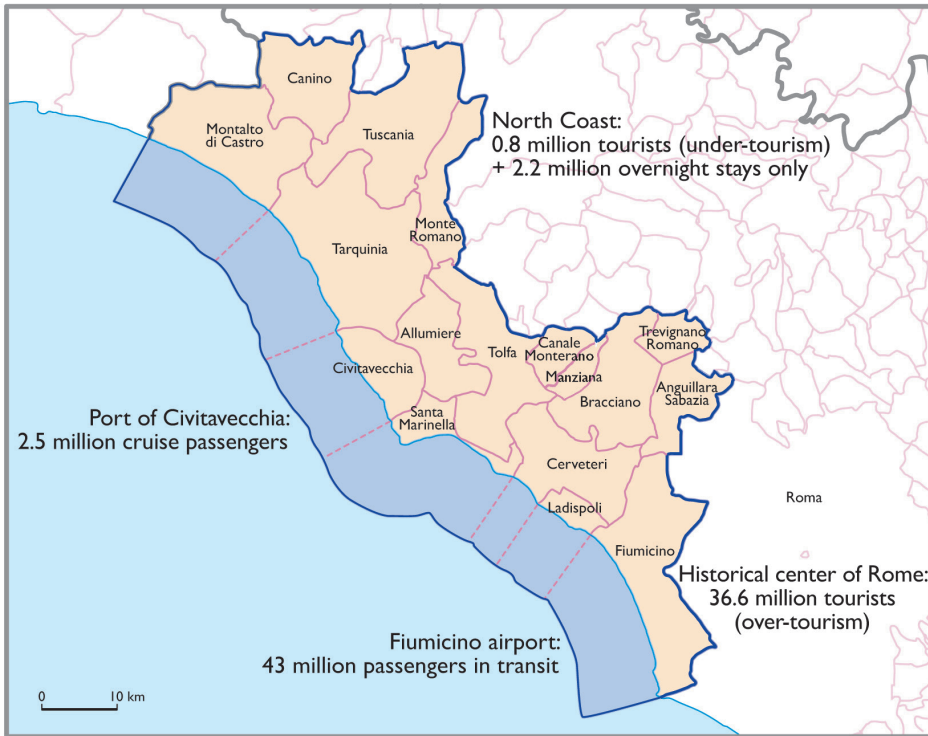 Canino
Montalto
di Castro
Tuscania
North Coast:
0.8 million tourists (under-tourism)
+ 2.2 million overnight stays only
Monte
Romano
Tarquinia
Allumiere
Tolfa
Canale
Monterano
Trevignano
Romano
Civitavecchia
Manziana
Anguillara
Sabazia
Bracciano
Port of Civitavecchia:
2.5 million cruise passengers
Santa
Marinella
Cerveteri
Roma
Ladispoli
Fiumicino
Historical center of Rome:
36.6 million tourists
(over-tourism)
Fiumicino airport:
43 million passengers in transit
0 10 km